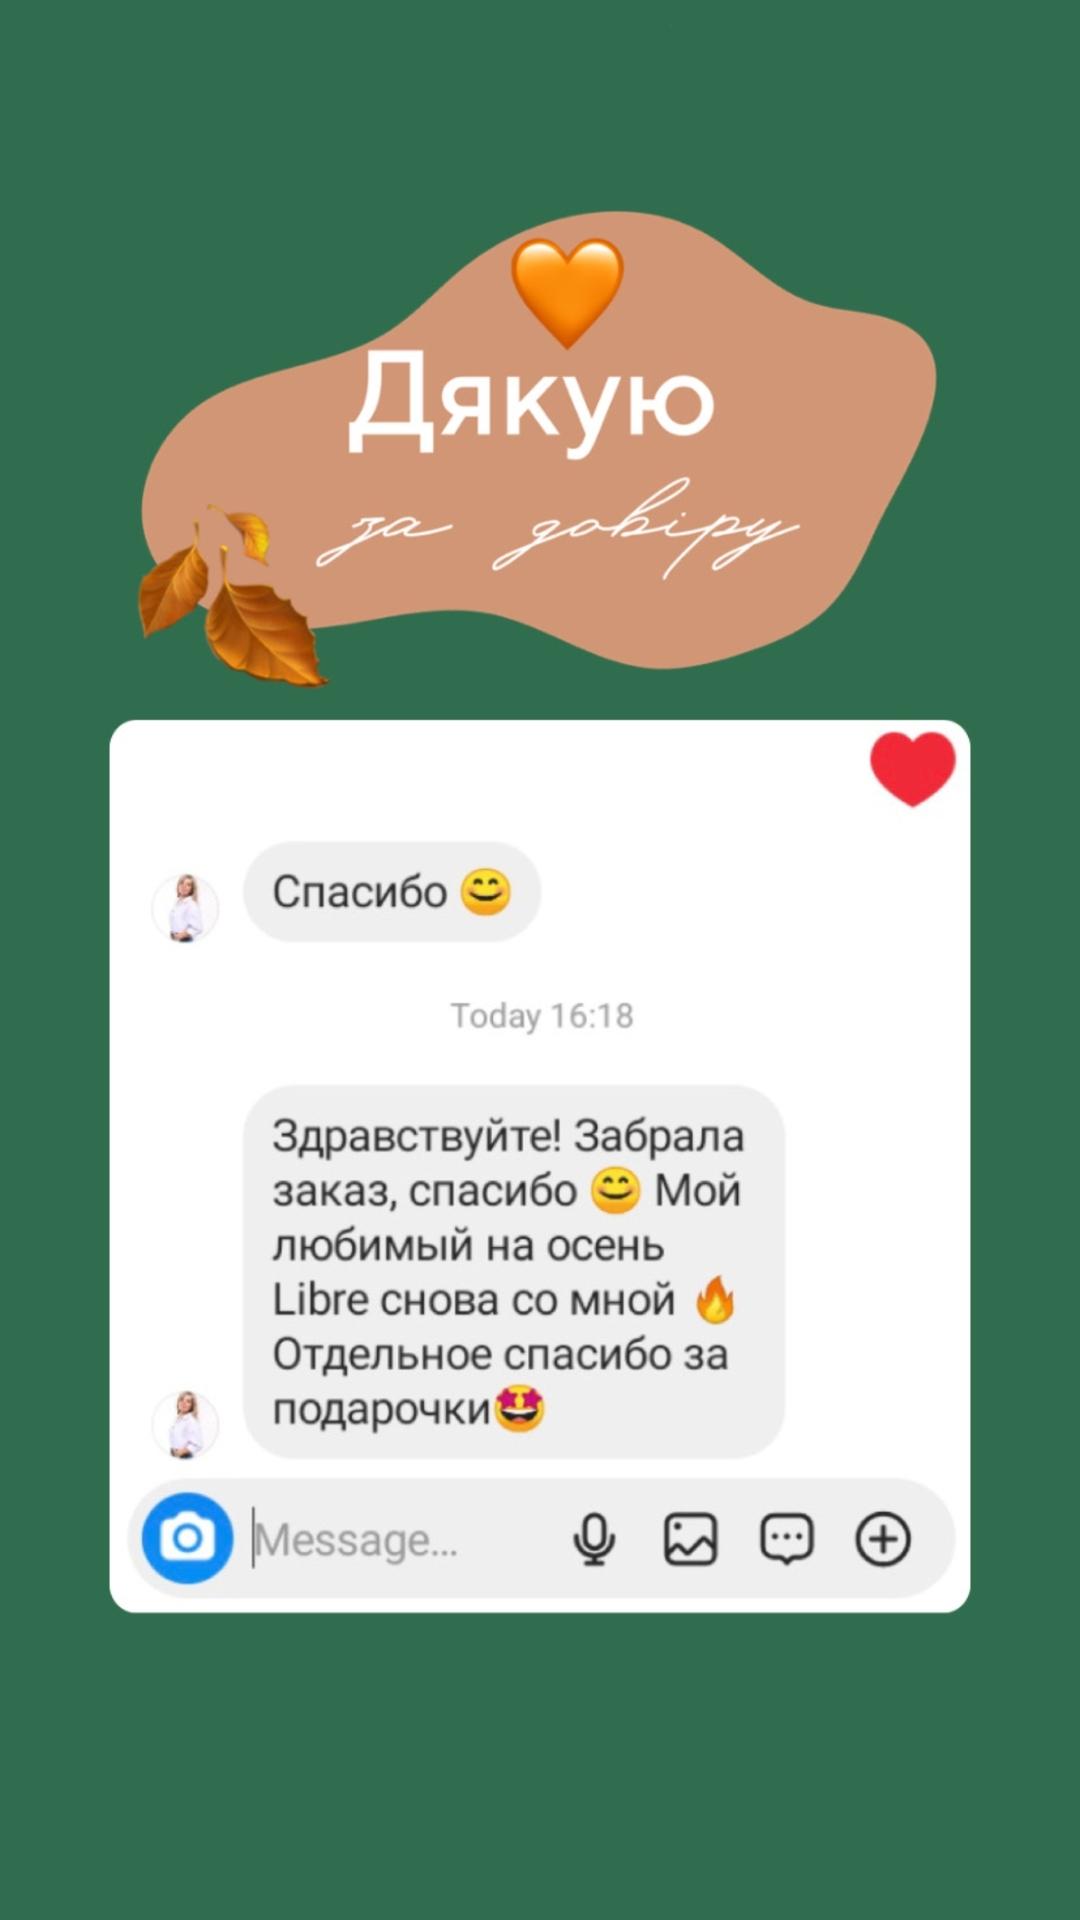 Дякую
за довіру
Спасибо 😊
Today 16:18
Здравствуйте! Забрала
заказ, спасибо 😊 Мой
любимый на осень
Libre снова со мной 🔥
Отдельное спасибо за
подарочки🤩
Message...